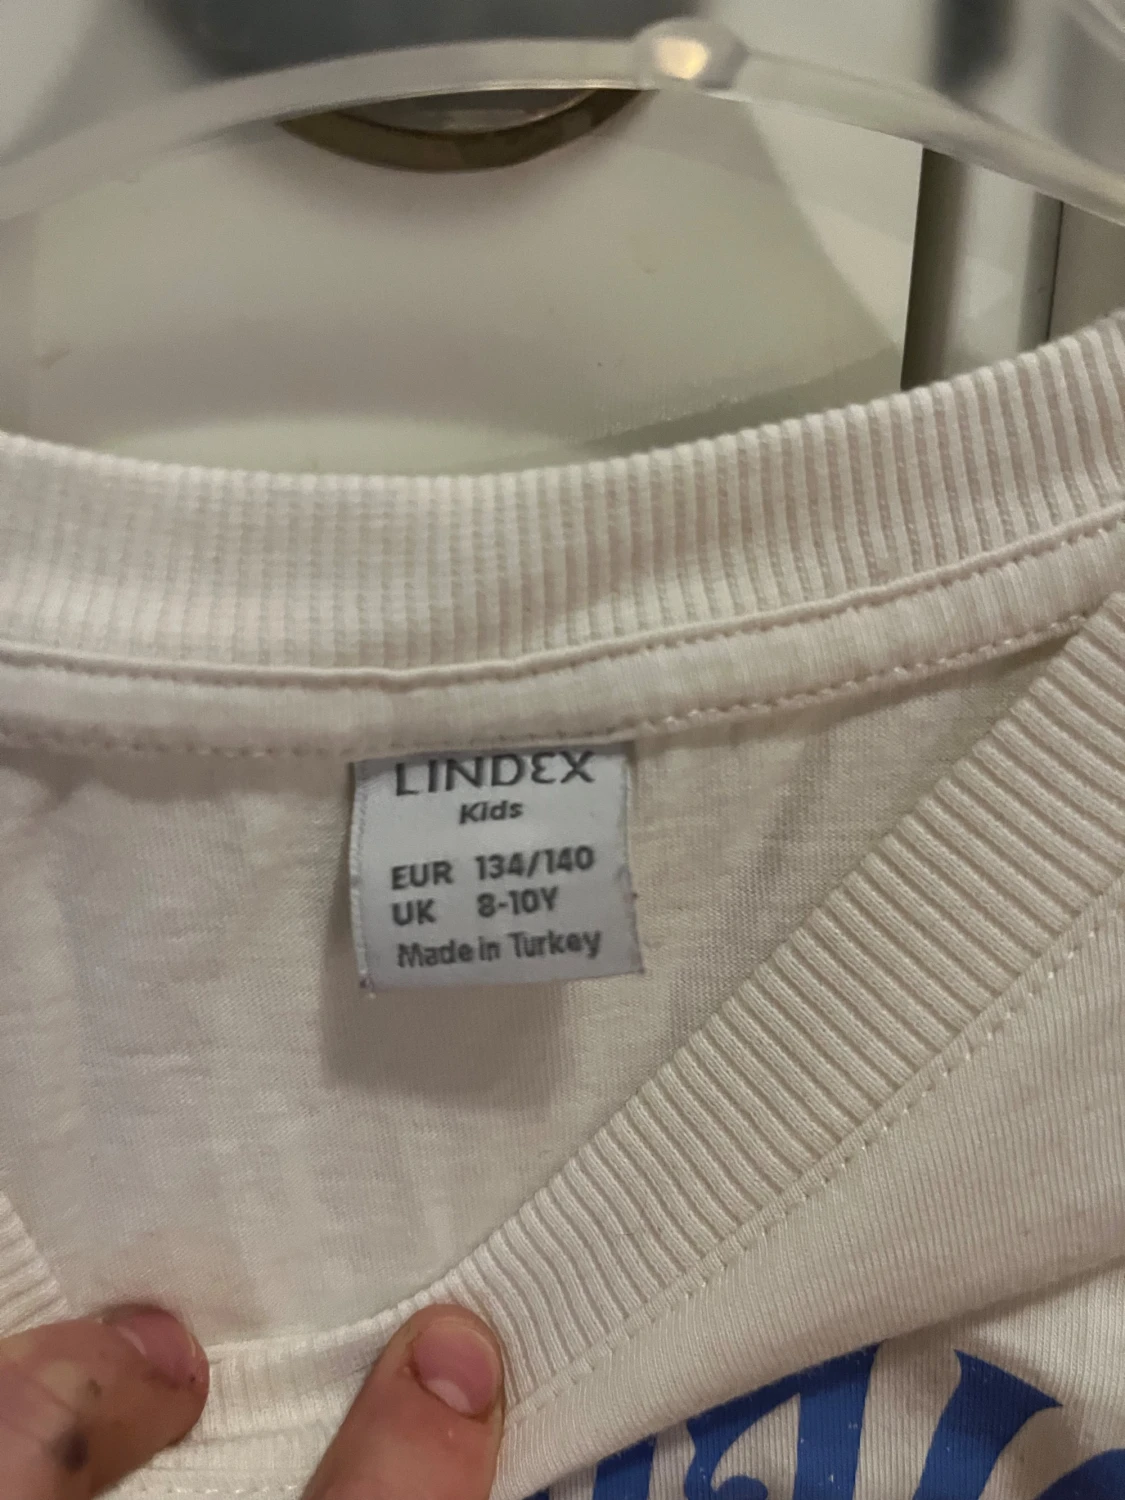 LINDEX
Kids
EUR 134/140
UK 8-10Y
Made in Turkey